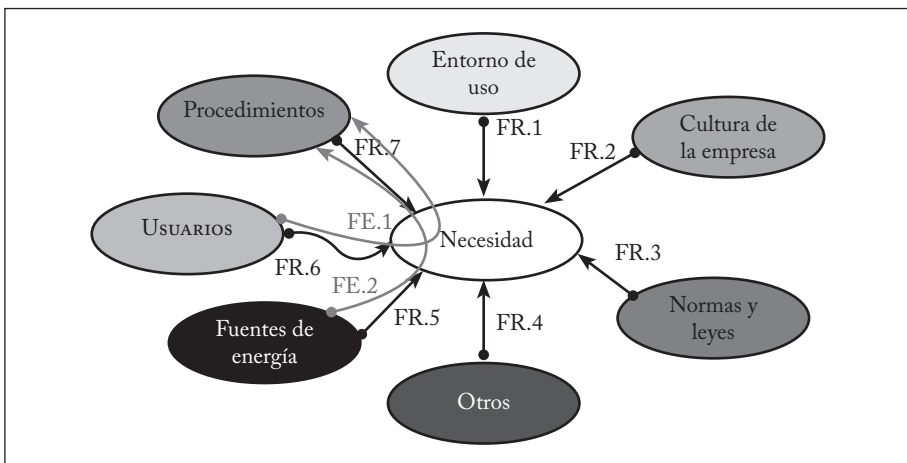 Entorno de
uso
Procedimientos
FR.1
Cultura de
la empresa
FR.2
FR.7
Usuarios
FE.1
Necesidad
FR.3
FR.6
FE.2
Normas y
leyes
Fuentes de
energía
FR.5
FR.4
Otros